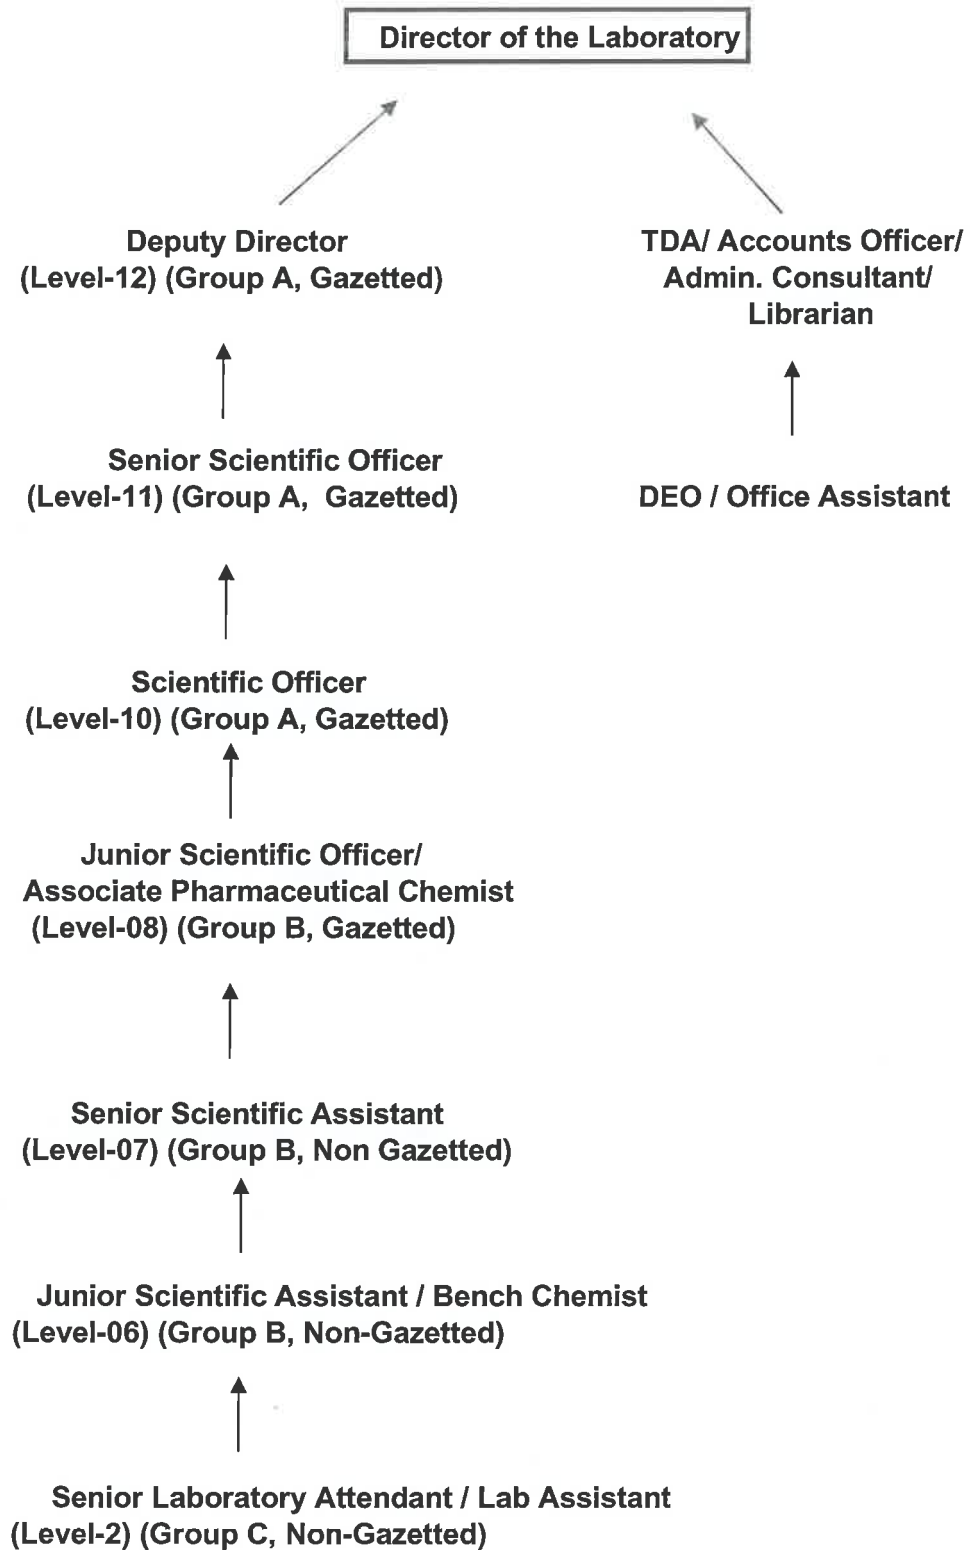 Director of the Laboratory
Deputy Director
(Level-12) (Group A, Gazetted)
TDA/ Accounts Officer/
Admin. Consultant/
Librarian
Senior Scientific Officer
(Level-11) (Group A, Gazetted)
DEO / Office Assistant
Scientific Officer
(Level-10) (Group A, Gazetted)
Junior Scientific Officer/
Associate Pharmaceutical Chemist
(Level-08) (Group B, Gazetted)
Senior Scientific Assistant
(Level-07) (Group B, Non Gazetted)
Junior Scientific Assistant / Bench Chemist
(Level-06) (Group B, Non-Gazetted)
Senior Laboratory Attendant / Lab Assistant
(Level-2) (Group C, Non-Gazetted)